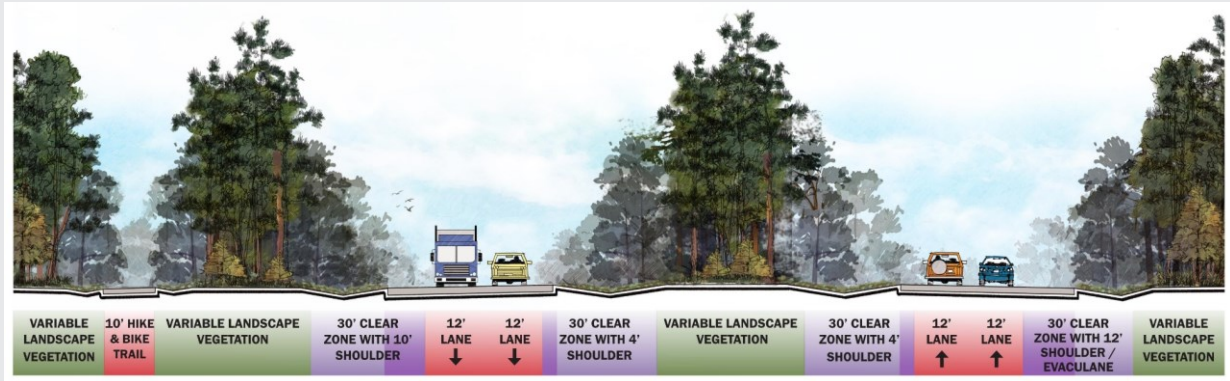 VARIABLE
LANDSCAPE
VEGETATION
10' HIKE
& BIKE
TRAIL
VARIABLE LANDSCAPE
VEGETATION
30' CLEAR
ZONE WITH 10'
SHOULDER
12'
LANE
12'
LANE
30' CLEAR
ZONE WITH 4'
SHOULDER
VARIABLE LANDSCAPE
VEGETATION
30' CLEAR
ZONE WITH 4'
SHOULDER
12'
LANE
12'
LANE
30' CLEAR
ZONE WITH 12'
SHOULDER /
EVACULANE
VARIABLE
LANDSCAPE
VEGETATION